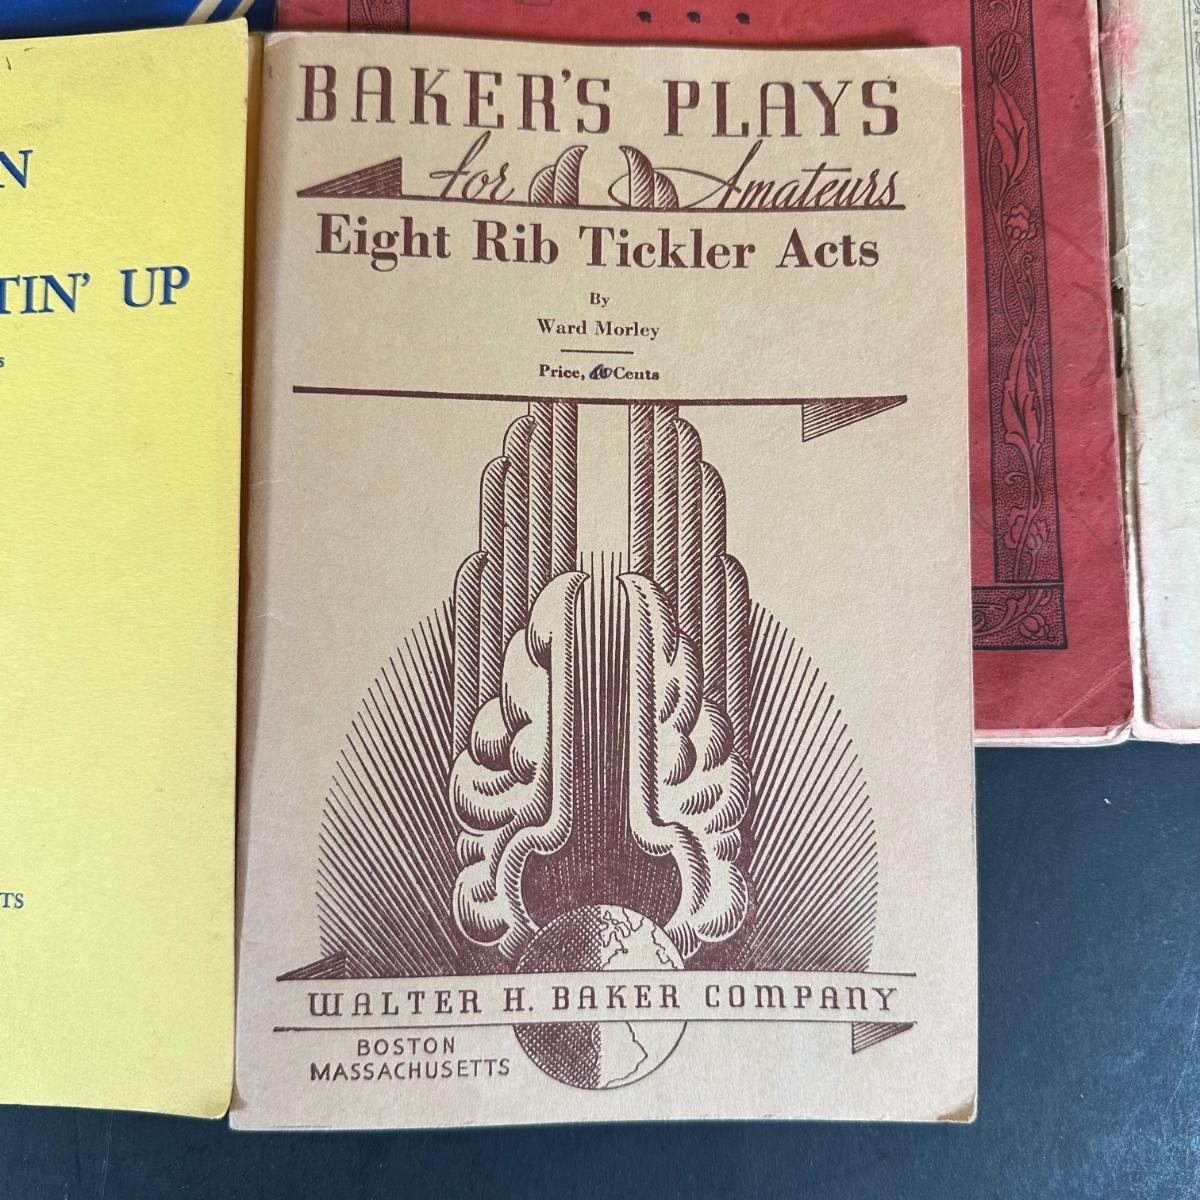 N
TIN' UP
s
TS
BAKER'S PLAYS
for Amateurs
Eight Rib Tickler Acts
By
Ward Morley
Price, Cents
WALTER H. BAKER COMPANY
BOSTON
MASSACHUSETTS